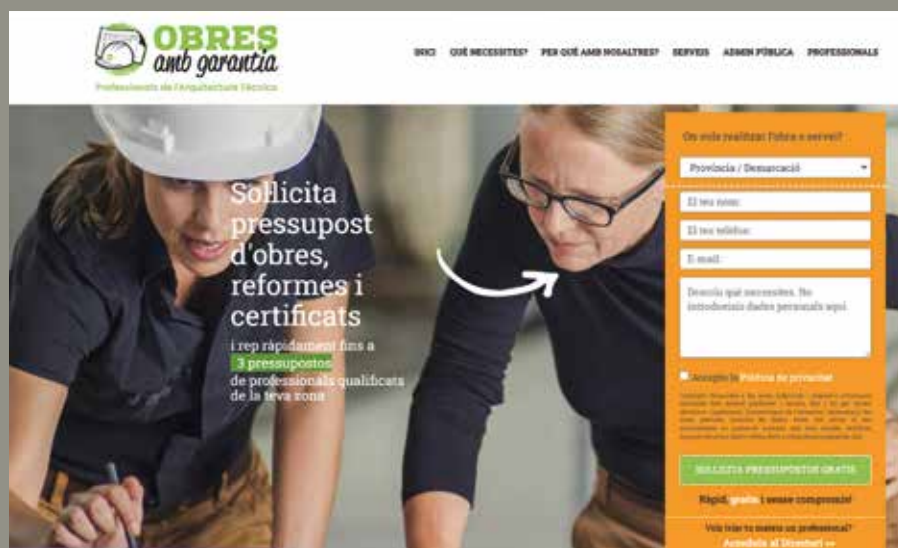 OBRES
amb garantia
Professionals de l'Arquitectura Tècnica
INICI QUÈ NECESSITES? PER QUÈ AMB NOSALTRES? SERVEIS ADMIN PÚBLICA PROFESSIONALS
Sol·licita
pressupost
d'obres,
reformes i
certificats
i rep ràpidament fins a
3 pressupostos
de professionals qualificats
de la teva zona
On vols realitzar l'obra o servei?
Província / Demarcació
El teu nom:
El teu telèfon:
E-mail:
Descriu què necessites. No
introdueixis dades personals aquí.
Accepto la Política de privacitat
SOL·LICITA PRESSUPOSTOS GRATIS
Ràpid, gratis i sense compromís!
Vols triar tu mateix un professional?
Accedeix al Directori >>